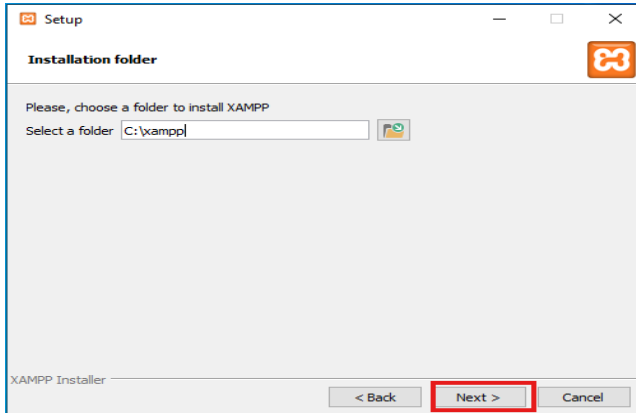 Setup
Installation folder
Please, choose a folder to install XAMPP
Select a folder C:\xampp
XAMPP Installer
< Back Next > Cancel